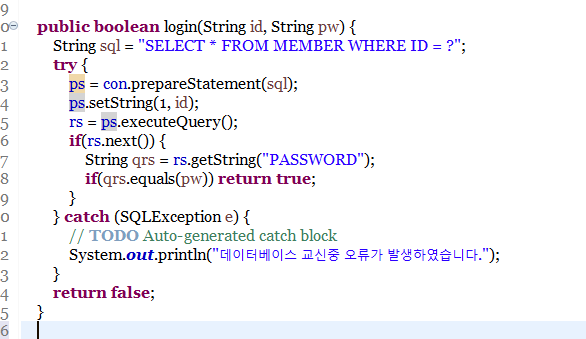 9
0 public boolean login(String id, String pw) {
1 String sql = "SELECT * FROM MEMBER WHERE ID = ?";
2 try {
3 ps = con.prepareStatement(sql);
4 ps.setString(1, id);
5 rs = ps.executeQuery();
6 if(rs.next()) {
7 String qrs = rs.getString("PASSWORD");
8 if(qrs.equals(pw)) return true;
9 }
0 } catch (SQLException e) {
1 // TODO Auto-generated catch block
2 System.out.println("데이터베이스 교신중 오류가 발생하였습니다.");
3 }
4 return false;
5 }
6